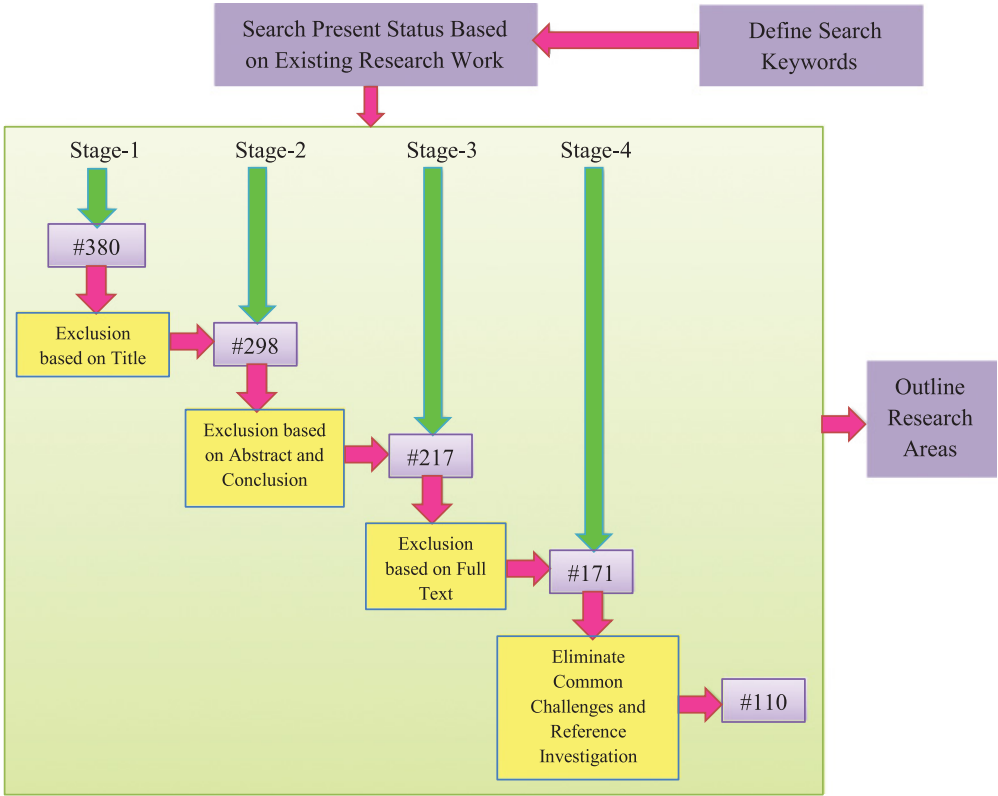 Search Present Status Based
on Existing Research Work
Define Search
Keywords
Stage-1
Stage-2
Stage-3
Stage-4
#380
Exclusion
based on Title
#298
Exclusion based
on Abstract and
Conclusion
#217
Exclusion
based on Full
Text
#171
Eliminate
Common
Challenges and
Reference
Investigation
#110
Outline
Research
Areas